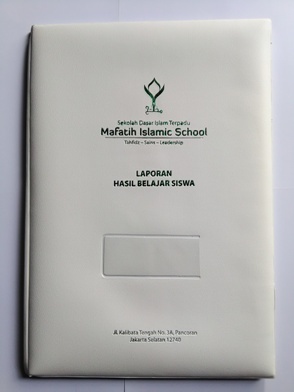 Sekolah Dasar Islam Terpadu
Mafatih Islamic School
Tahfidz - Sains - Leadership
LAPORAN
HASIL BELAJAR SISWA
Jl. Kalibata Tengah No. 3A, Pancoran
Jakarta Selatan 12740